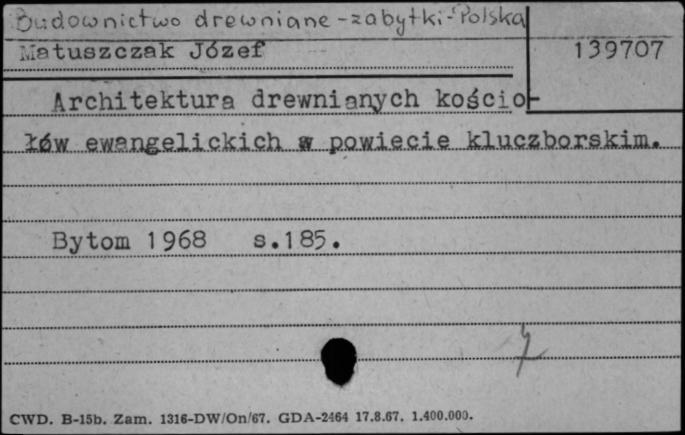 Budownictwo drewniane - zabytki - Polska
Matuszczak Józef
139707
Architektura drewnianych kościo-
łów ewangelickich w powiecie kluczborskim.
Bytom 1968 s.185.
CWD. B-15b. Zam. 1316-DW/On/67. GDA-2464 17.8.67. 1.400.000.